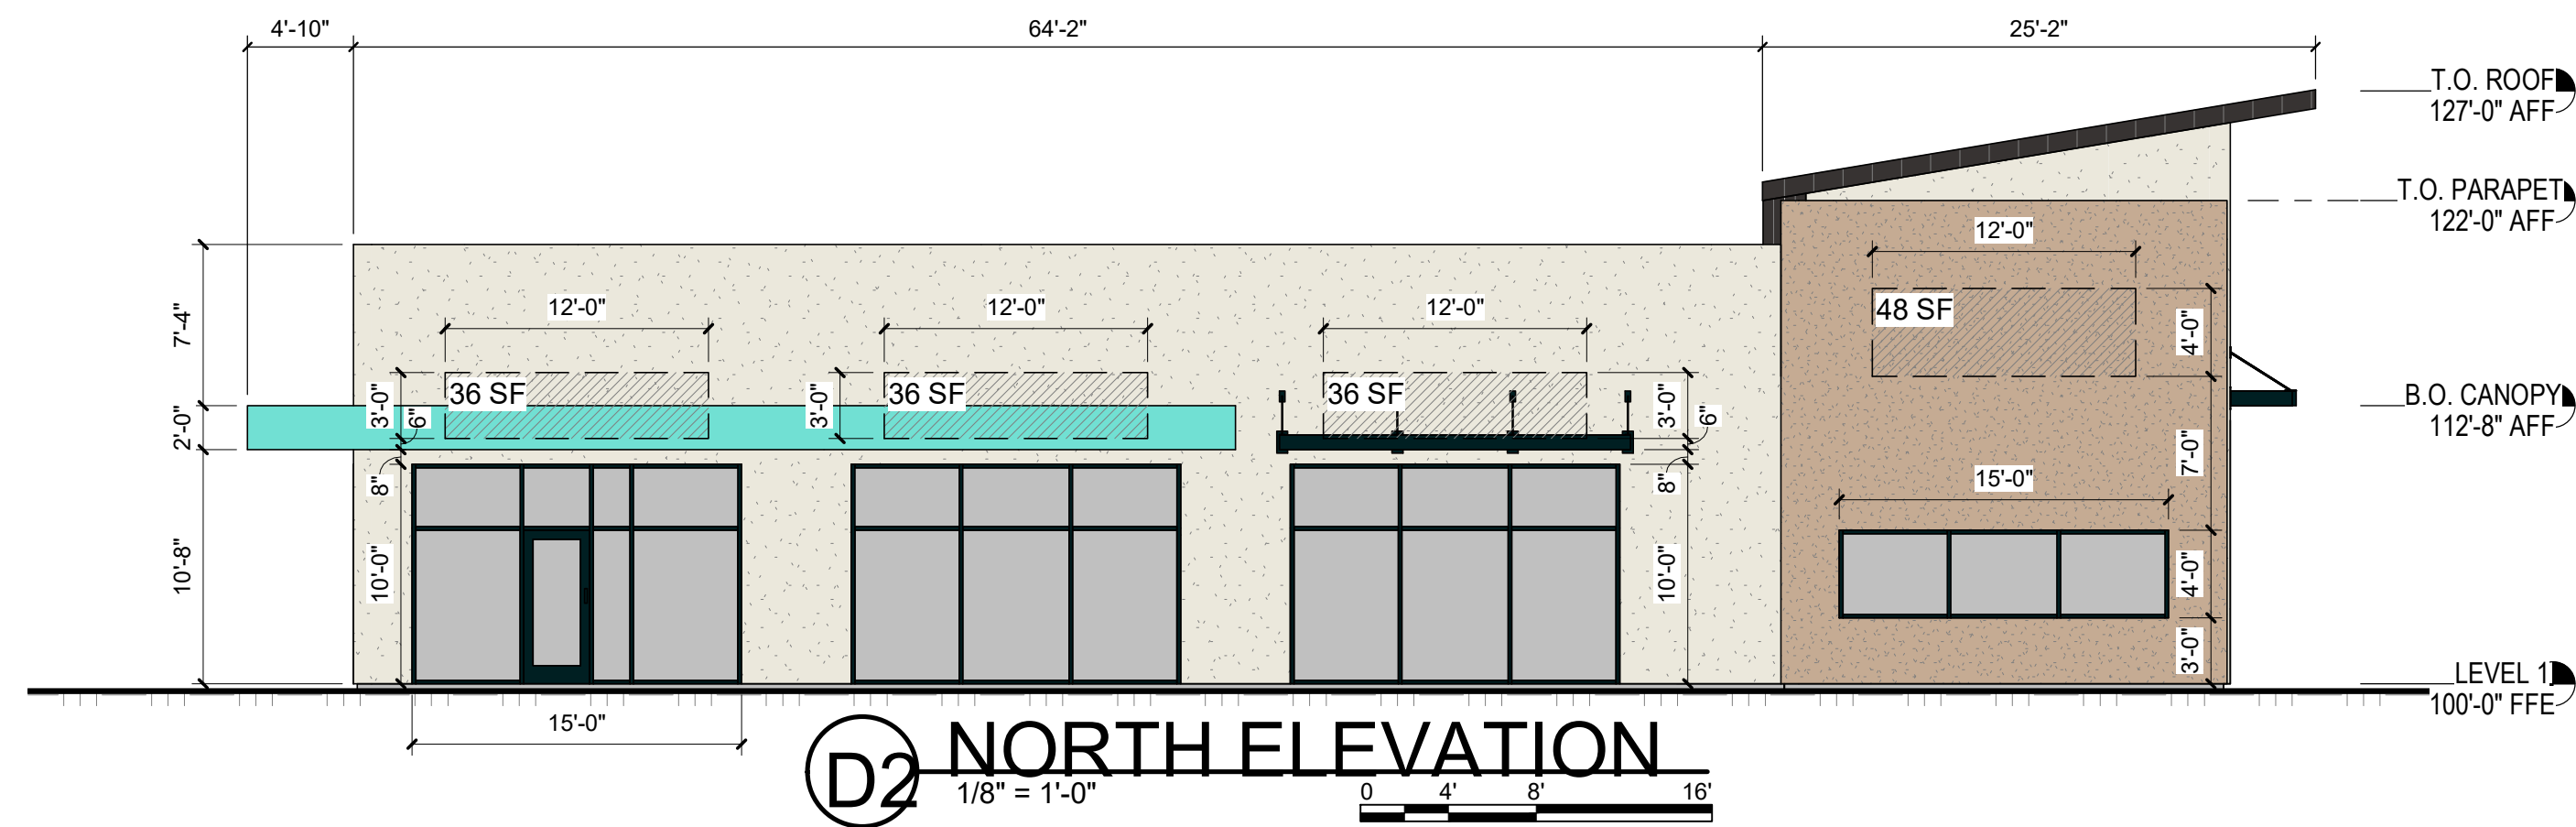 4'-10"
64'-2"
25'-2"
T.O. ROOF
127'-0" AFF
T.O. PARAPET
122'-0" AFF
12'-0"
48 SF
4'-0"
7'-4"
12'-0"
12'-0"
12'-0"
3'-0"
6"
36 SF
3'-0"
36 SF
36 SF
3'-0"
6"
B.O. CANOPY
112'-8" AFF
2'-0"
8"
8"
7'-0"
15'-0"
10'-8"
10'-0"
10'-0"
4'-0"
3'-0"
LEVEL 1
100'-0" FFE
15'-0"
D2
NORTH ELEVATION
1/8" = 1'-0"
0 4' 8' 16'